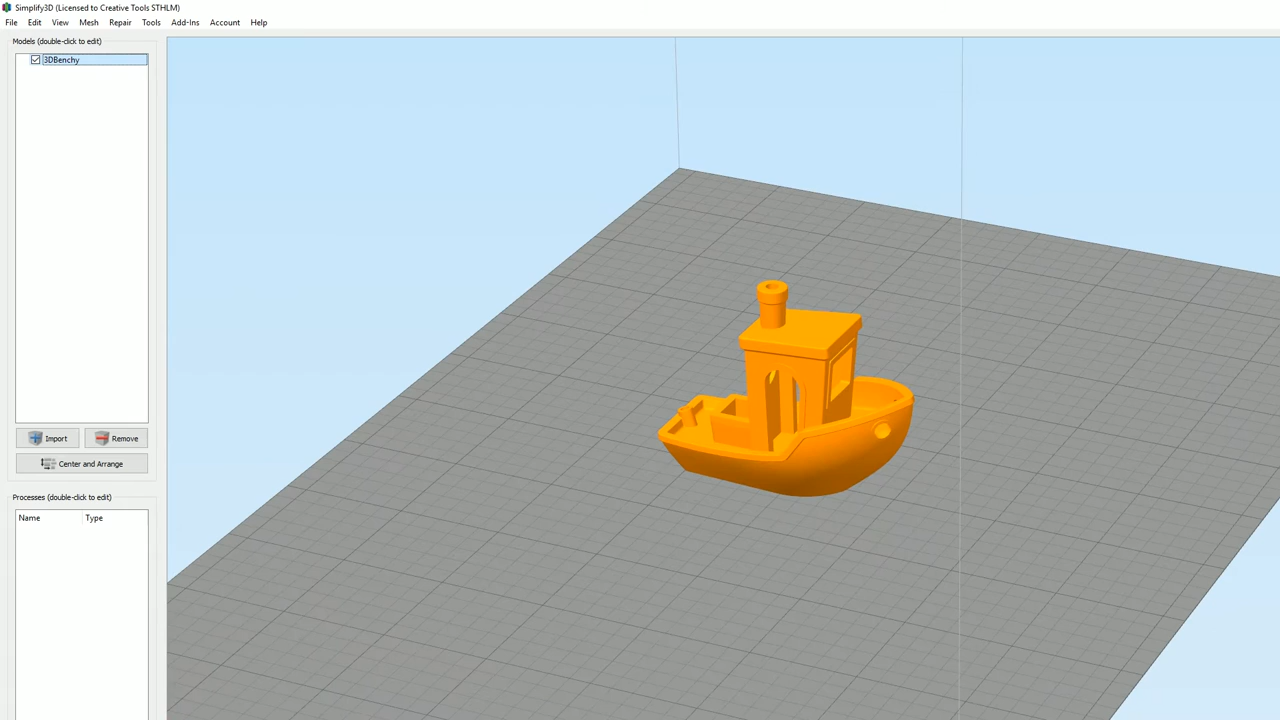 Simplify3D (Licensed to Creative Tools STHLM)
File Edit View Mesh Repair Tools Add-Ins Account Help
Models (double-click to edit)
3DBenchy
Import Remove
Center and Arrange
Processes (double-click to edit)
Name Type